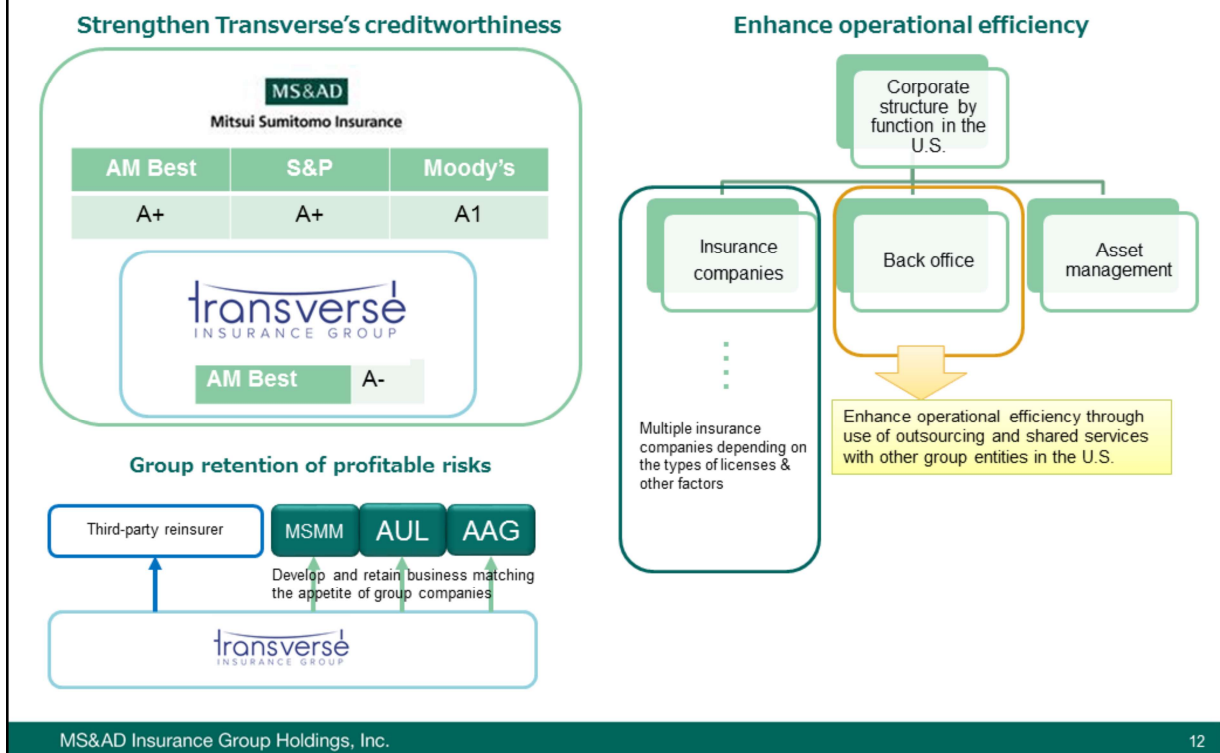 Strengthen Transverse's creditworthiness
MS&AD
Mitsui Sumitomo Insurance
AM Best
S&P
Moody's
A+
A+
A1
transverse
INSURANCE GROUP
AM Best
A-
Group retention of profitable risks
Third-party reinsurer
MSMM
AUL
AAG
Develop and retain business matching
the appetite of group companies
transverse
INSURANCE GROUP
Enhance operational efficiency
Corporate
structure by
function in the
U.S.
Insurance
companies
Back office
Asset
management
Multiple insurance
companies depending on
the types of licenses &
other factors
Enhance operational efficiency through
use of outsourcing and shared services
with other group entities in the U.S.
MS&AD Insurance Group Holdings, Inc.
12